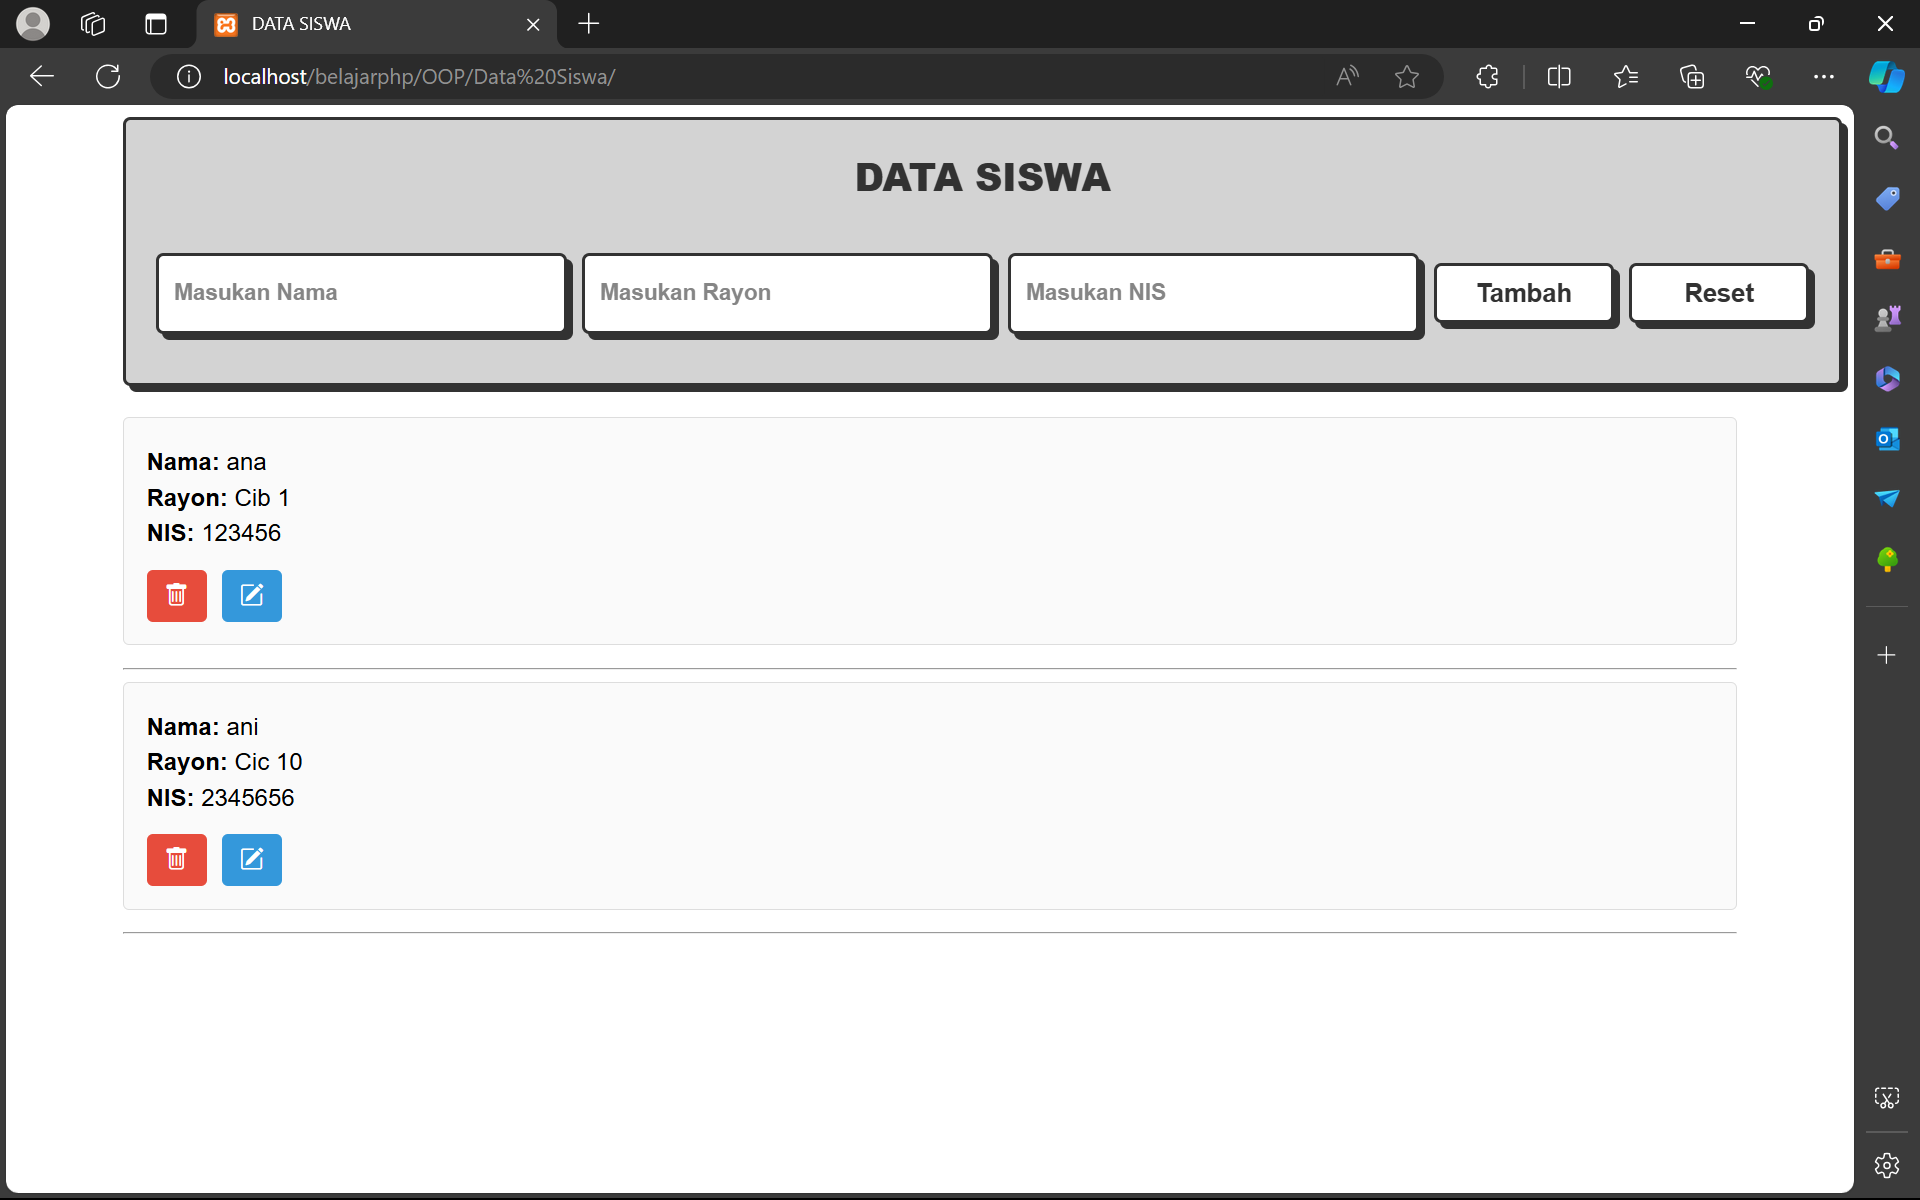 DATA SISWA
localhost/belajarphp/OOP/Data%20Siswa/
DATA SISWA
Masukan Nama
Masukan Rayon
Masukan NIS
Tambah
Reset
Nama: ana
Rayon: Cib 1
NIS: 123456
Nama: ani
Rayon: Cic 10
NIS: 2345656